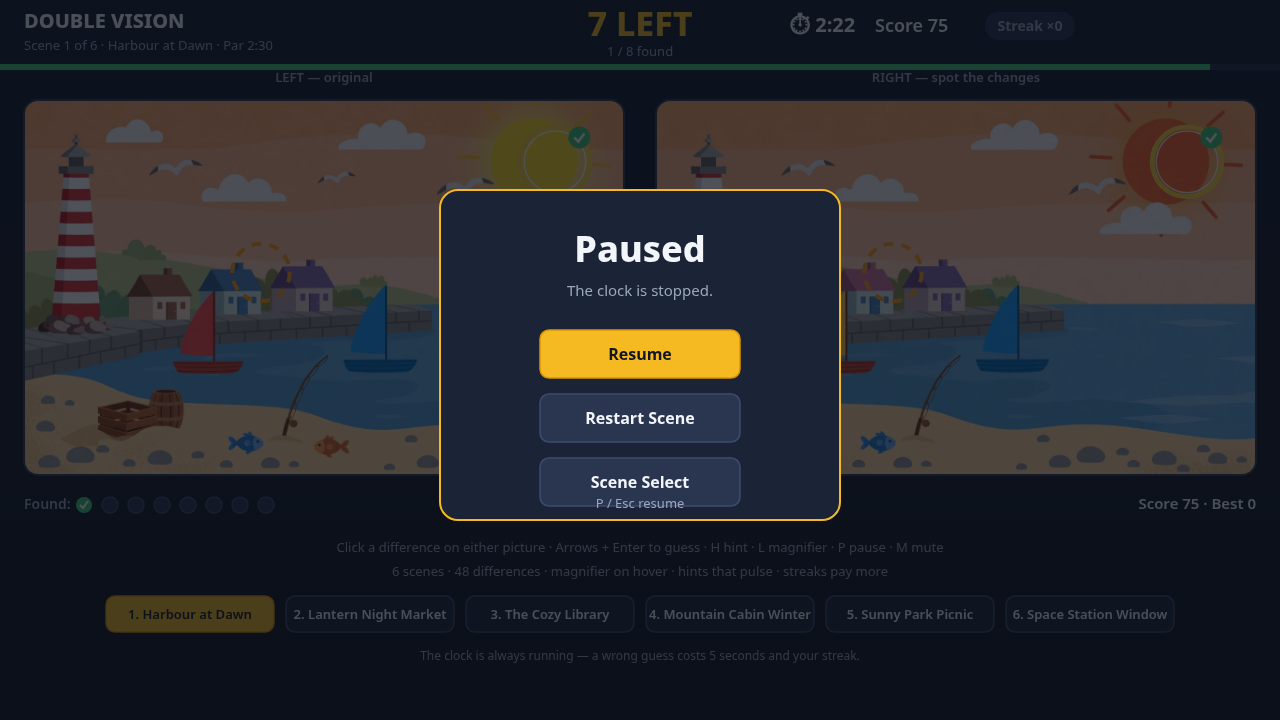 DOUBLE VISION
Scene 1 of 6 · Harbour at Dawn · Par 2:30
7 LEFT
1 / 8 found
⏱ 2:22
Score 75
Streak ×0
LEFT — original
RIGHT — spot the changes
Paused
The clock is stopped.
Resume
Restart Scene
Scene Select
P / Esc resume
Found:
Score 75 · Best 0
Click a difference on either picture · Arrows + Enter to guess · H hint · L magnifier · P pause · M mute
6 scenes · 48 differences · magnifier on hover · hints that pulse · streaks pay more
1. Harbour at Dawn
2. Lantern Night Market
3. The Cozy Library
4. Mountain Cabin Winter
5. Sunny Park Picnic
6. Space Station Window
The clock is always running — a wrong guess costs 5 seconds and your streak.